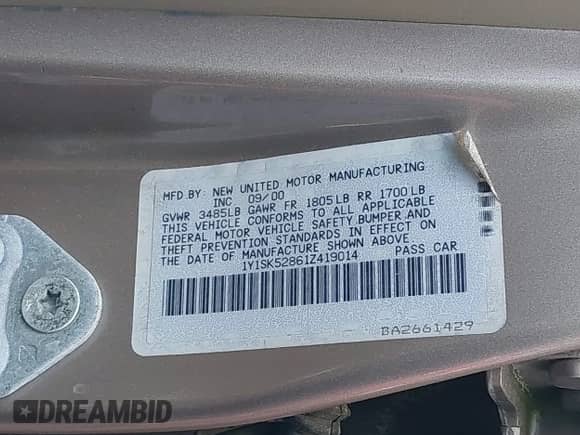 MFD BY: NEW UNITED MOTOR MANUFACTURING
INC 09/00
GVWR 3485LB GAWR FR 1805LB RR 1700LB
THIS VEHICLE CONFORMS TO ALL APPLICABLE
FEDERAL MOTOR VEHICLE SAFETY,BUMPER AND
THEFT PREVENTION STANDARDS IN EFFECT ON
THE DATE OF MANUFACTURE SHOWN ABOVE
1Y1SK52861Z419014 PASS CAR
BA2661429
DREAMBID